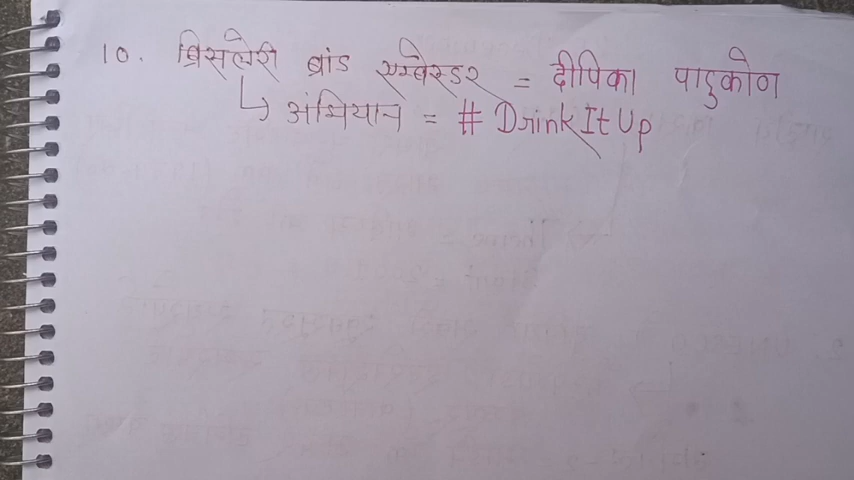 10. बिसलेरी ब्रांड एम्बेस्डर = दीपिका पादुकोण
↳ अभियान = # Drink It Up